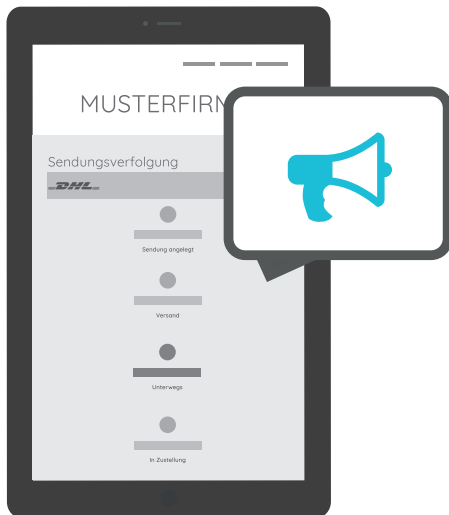 MUSTERFIRM
Sendungsverfolgung
DHL
Sendung angelegt
Versand
Unterwegs
In Zustellung